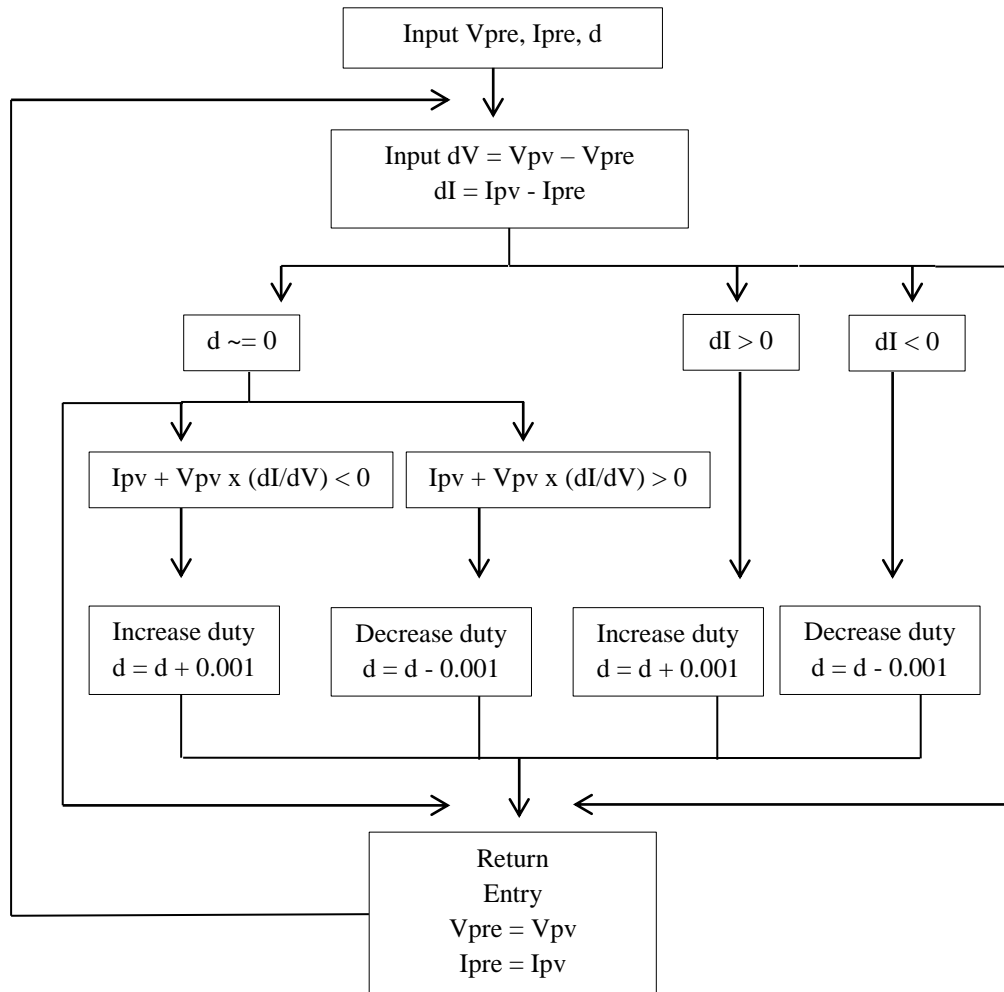 Input Vpre, Ipre, d
Input dV = Vpv – Vpre
dI = Ipv - Ipre
d ~= 0
dI > 0
dI < 0
Ipv + Vpv x (dI/dV) < 0
Ipv + Vpv x (dI/dV) > 0
Increase duty
d = d + 0.001
Decrease duty
d = d - 0.001
Increase duty
d = d + 0.001
Decrease duty
d = d - 0.001
Return
Entry
Vpre = Vpv
Ipre = Ipv